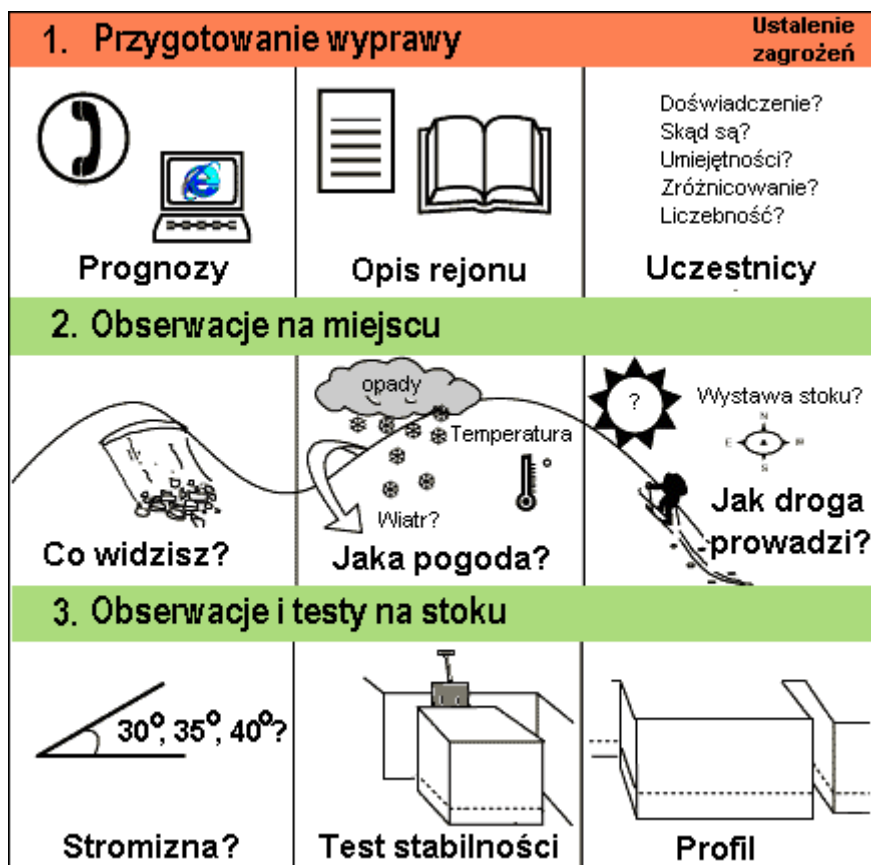 1. Przygotowanie wyprawy
Ustalenie
zagrożeń
Doświadczenie?
Skąd są?
Umiejętności?
Zróżnicowanie?
Liczebność?
Prognozy
Opis rejonu
Uczestnicy
2. Obserwacje na miejscu
opady
Temperatura
Wiatr?
?
Wystawa stoku?
N
E
S
Co widzisz?
Jaka pogoda?
Jak droga
prowadzi?
3. Obserwacje i testy na stoku
30°, 35°, 40°?
Stromizna?
Test stabilności
Profil